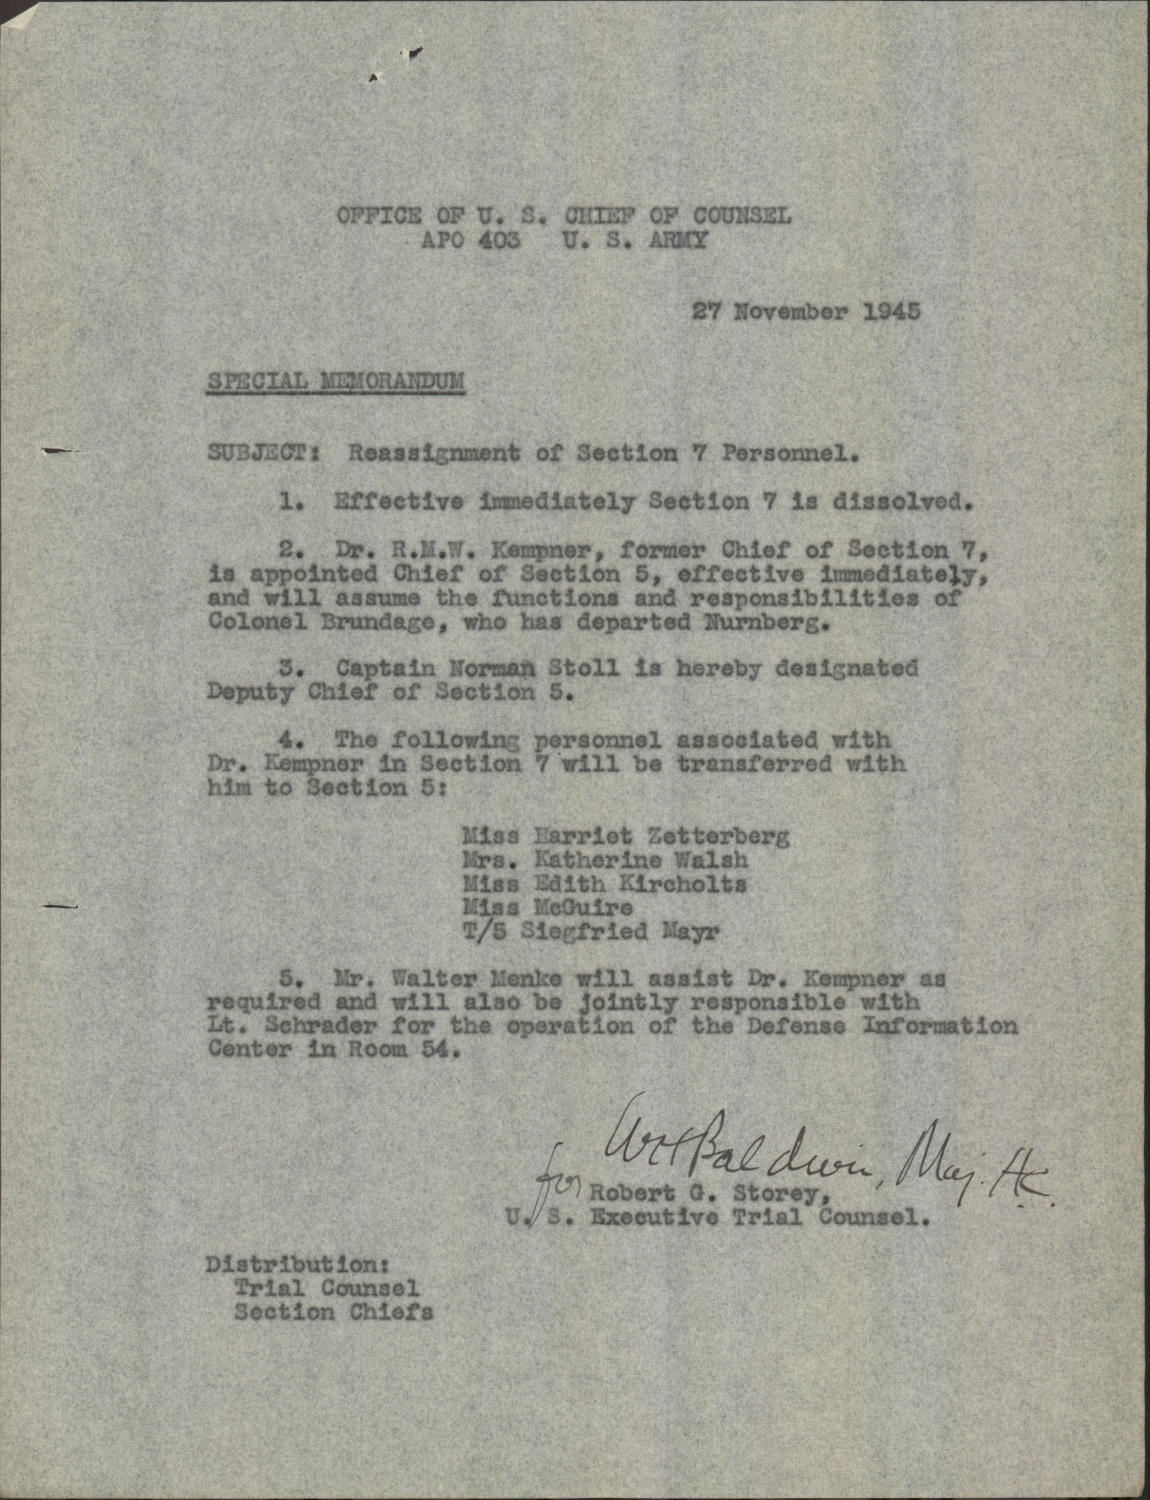 OFFICE OF U. S. CHIEF OF COUNSEL
APO 403 U. S. ARMY
27 November 1945
SPECIAL MEMORANDUM
SUBJECT: Reassignment of Section 7 Personnel.
1. Effective immediately Section 7 is dissolved.
2. Dr. R.M.W. Kempner, former Chief of Section 7,
is appointed Chief of Section 5, effective immediately,
and will assume the functions and responsibilities of
Colonel Brundage, who has departed Nurnberg.
3. Captain Norman Stoll is hereby designated
Deputy Chief of Section 5.
4. The following personnel associated with
Dr. Kempner in Section 7 will be transferred with
him to Section 5:
Miss Harriet Zetterberg
Mrs. Katherine Walsh
Miss Edith Kircholts
Miss McGuire
T/5 Siegfried Mayr
5. Mr. Walter Menke will assist Dr. Kempner as
required and will also be jointly responsible with
Lt. Schrader for the operation of the Defense Information
Center in Room 54.
Baldwin, Maj.
for Robert G. Storey,
U. S. Executive Trial Counsel.
Distribution:
Trial Counsel
Section Chiefs